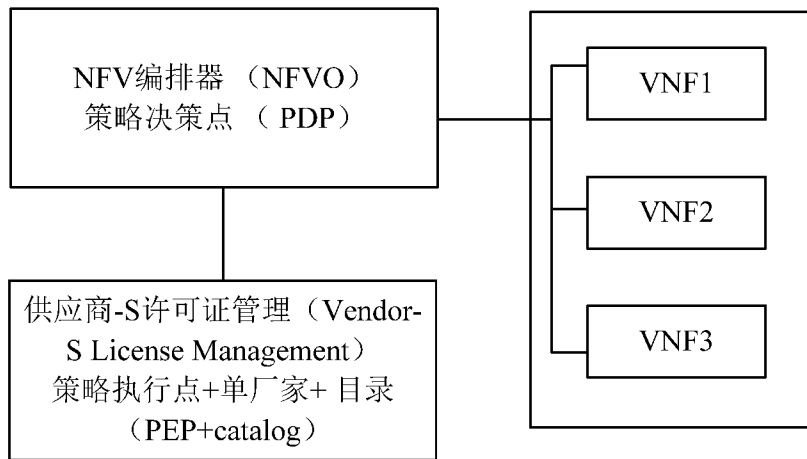 NFV编排器 （NFVO）
策略决策点 （ PDP）
供应商-S许可证管理（Vendor-
S License Management）
策略执行点+单厂家+ 目录
（PEP+catalog）
VNF1
VNF2
VNF3